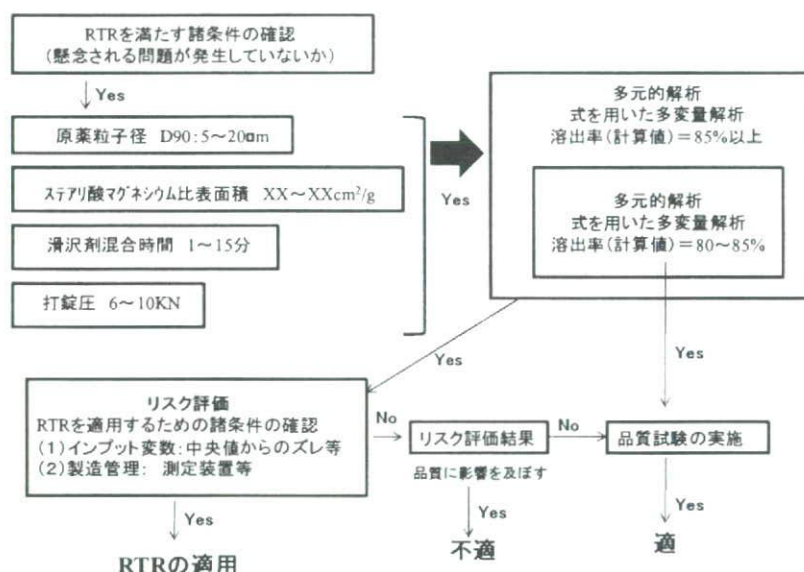 RTRを満たす諸条件の確認
(懸念される問題が発生していないか)
Yes
原薬粒子径 D90:5～20□m
ステアリ酸マグネシウム比表面積 XX～XXcm²/g
滑沢剤混合時間 1～15分
打錠圧 6～10KN
Yes
多元的解析
式を用いた多変量解析
溶出率(計算値)=85%以上
多元的解析
式を用いた多変量解析
溶出率(計算値)=80～85%
Yes
Yes
リスク評価
RTRを適用するための諸条件の確認
(1)インプット変数:中央値からのズレ等
(2)製造管理: 測定装置等
No
リスク評価結果
品質に影響を及ぼす
No
品質試験の実施
Yes
Yes
Yes
RTRの適用
不適
適